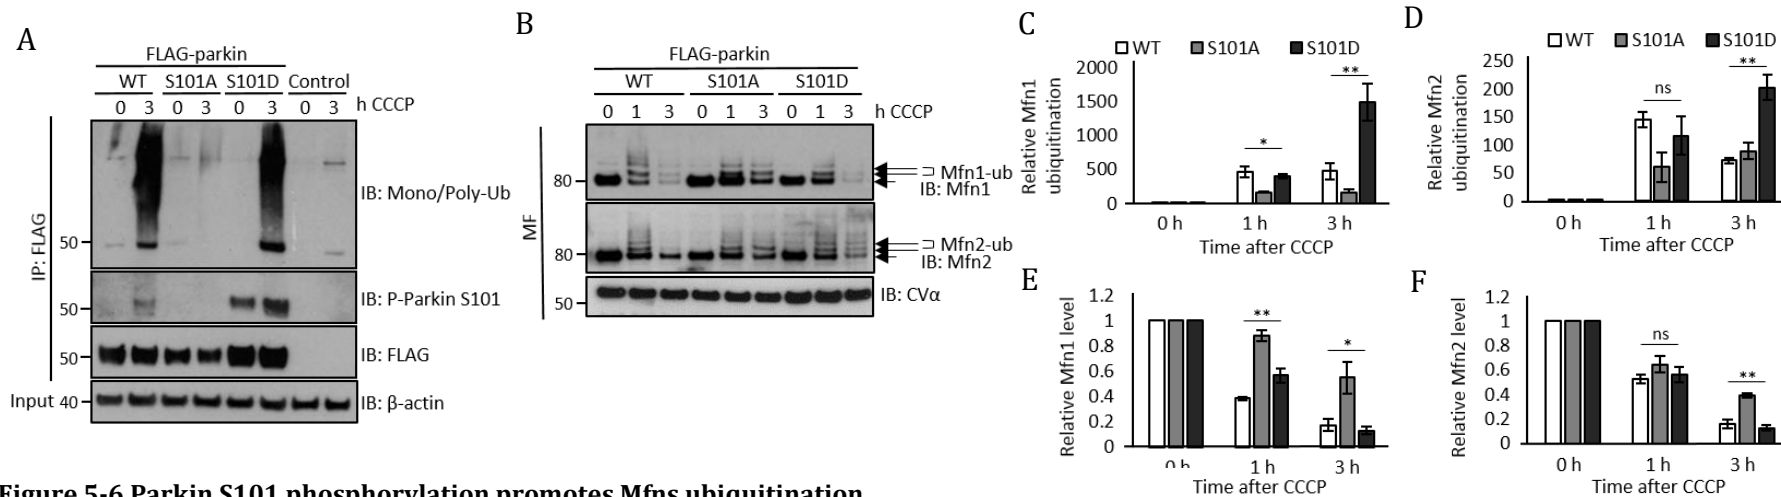 A
FLAG-parkin
WT S101A S101D Control
0 3 0 3 0 3 0 3 h CCCP
IP: FLAG
50
IB: Mono/Poly-Ub
50
IB: P-Parkin S101
50
IB: FLAG
Input 40
IB: β-actin
B
FLAG-parkin
WT S101A S101D
0 1 3 0 1 3 0 1 3 h CCCP
MF
80
Mfn1-ub
IB: Mfn1
80
Mfn2-ub
IB: Mfn2
50
IB: CVα
C
WT S101A S101D
Relative Mfn1
ubiquitination
2000
1500
1000
500
0
*
**
0 h 1 h 3 h
Time after CCCP
D
WT S101A S101D
Relative Mfn2
ubiquitination
250
200
150
100
50
0
ns
**
0 h 1 h 3 h
Time after CCCP
E
Relative Mfn1 level
1.2
1
0.8
0.6
0.4
0.2
0
**
*
0 h 1 h 3 h
Time after CCCP
F
Relative Mfn2 level
1.2
1
0.8
0.6
0.4
0.2
0
ns
**
0 h 1 h 3 h
Time after CCCP
Figure 5-6 Parkin S101 phosphorylation promotes Mfns ubiquitination